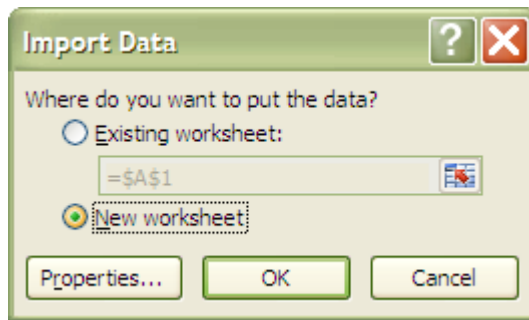 Import Data
?
Where do you want to put the data?
Existing worksheet:
=$A$1
New worksheet
Properties... OK Cancel